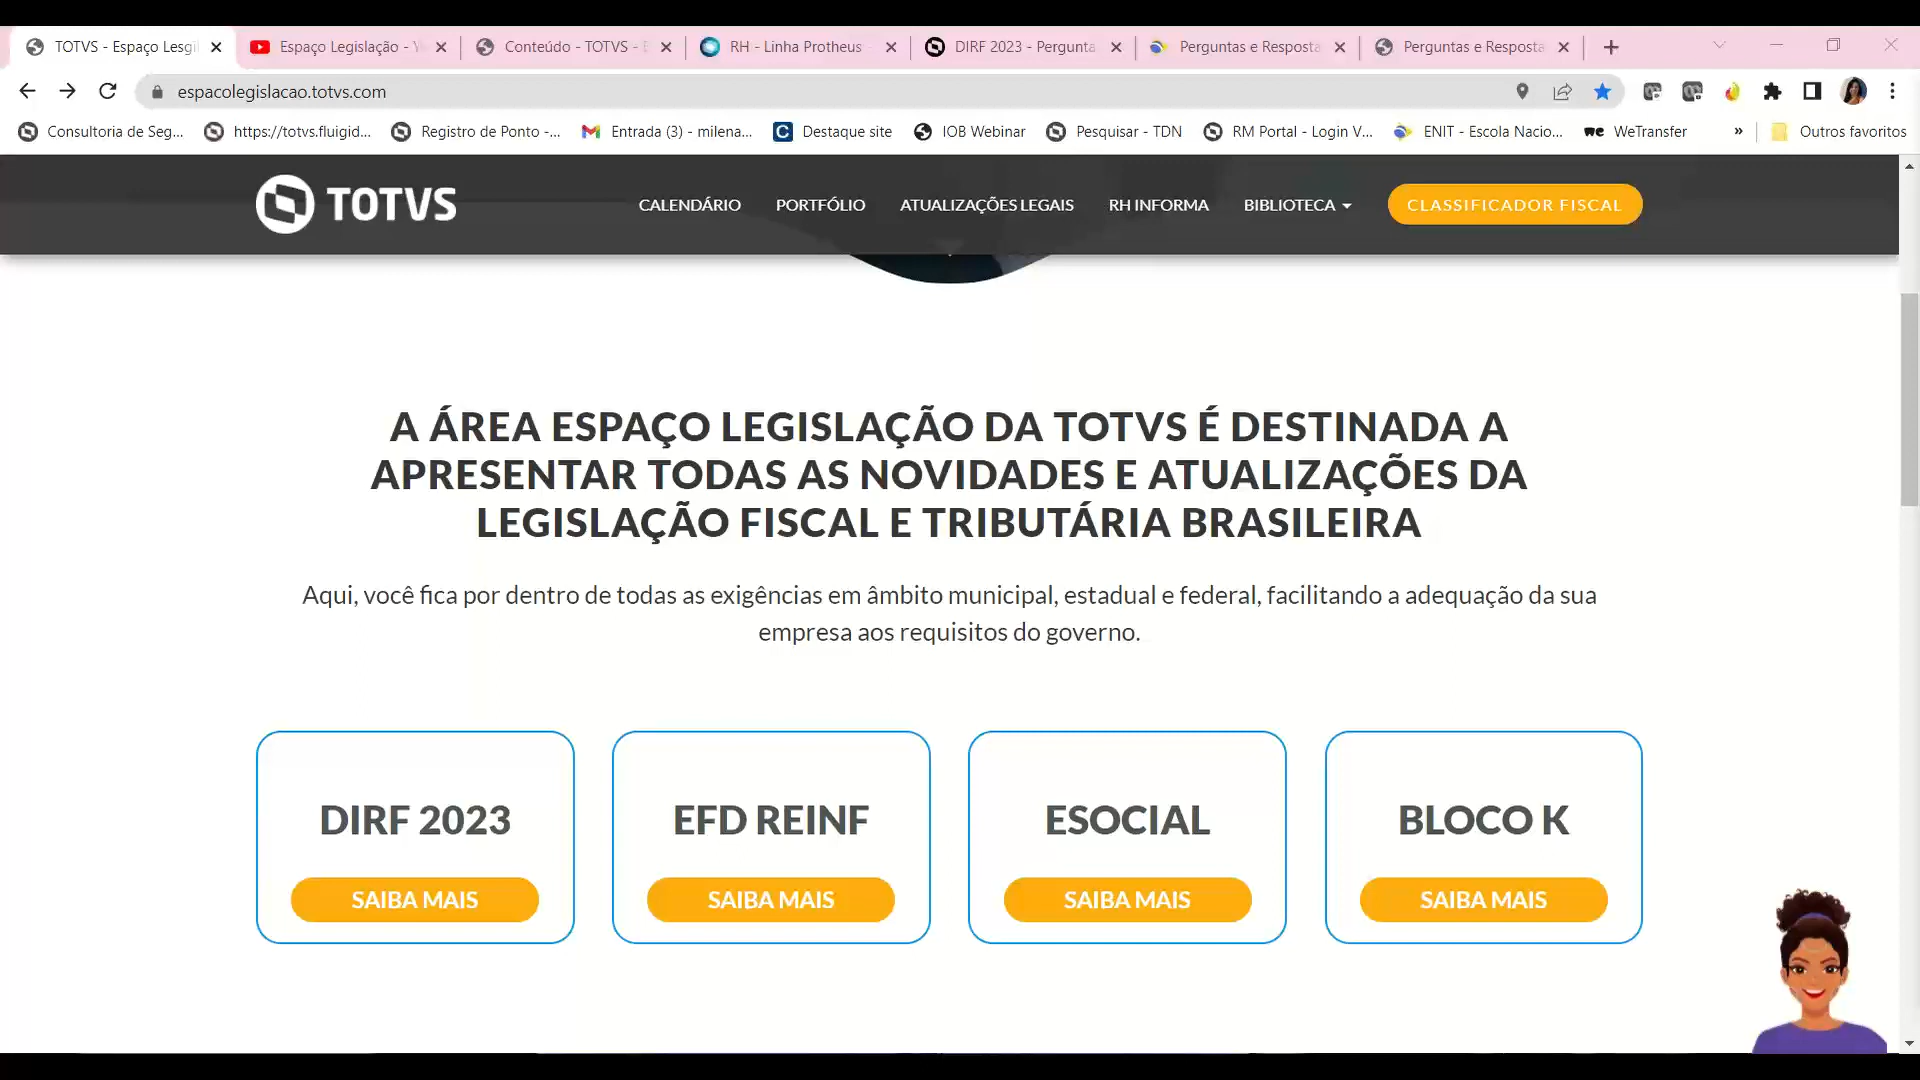 TOTVS - Espaço Lesgi
Espaço Legislação - Y
Conteúdo - TOTVS - E
RH - Linha Protheus
DIRF 2023 - Pergunta
Perguntas e Resposta
Perguntas e Resposta
espacolegislacao.totvs.com
Consultoria de Seg...
https://totvs.fluigid...
Registro de Ponto -...
Entrada (3) - milena...
Destaque site
IOB Webinar
Pesquisar - TDN
RM Portal - Login V...
ENIT - Escola Nacio...
WeTransfer
»
Outros favoritos
TOTVS
CALENDÁRIO
PORTFÓLIO
ATUALIZAÇÕES LEGAIS
RH INFORMA
BIBLIOTECA
CLASSIFICADOR FISCAL
A ÁREA ESPAÇO LEGISLAÇÃO DA TOTVS É DESTINADA A
APRESENTAR TODAS AS NOVIDADES E ATUALIZAÇÕES DA
LEGISLAÇÃO FISCAL E TRIBUTÁRIA BRASILEIRA
Aqui, você fica por dentro de todas as exigências em âmbito municipal, estadual e federal, facilitando a adequação da sua
empresa aos requisitos do governo.
DIRF 2023
SAIBA MAIS
EFD REINF
SAIBA MAIS
ESOCIAL
SAIBA MAIS
BLOCO K
SAIBA MAIS